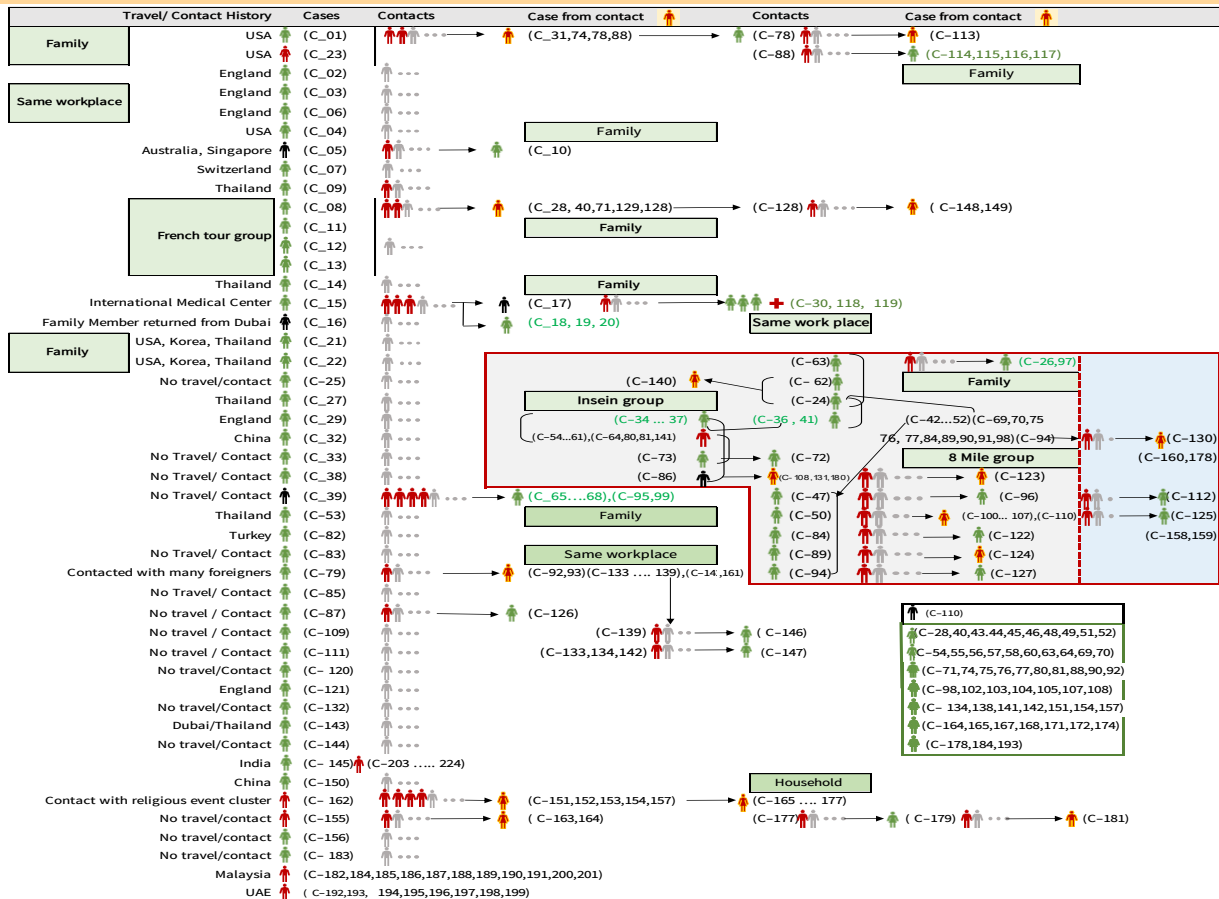 Travel/ Contact History Cases Contacts Case from contact Contacts Case from contact
Family USA (C_01) (C_31,74,78,88) (C-78) (C-113)
USA (C_23) (C-88) (C-114,115,116,117)
England (C_02) Family
Same workplace England (C_03)
England (C_06)
USA (C_04) Family
Australia, Singapore (C_05) (C_10)
Switzerland (C_07)
Thailand (C_09)
French tour group (C_08) (C_28, 40,71,129,128) (C-128) ( C-148,149)
(C_11) Family
(C_12)
(C_13)
Thailand (C_14) Family
International Medical Center (C_15) (C_17) (C-30, 118, 119)
Family Member returned from Dubai (C_16) (C_18, 19, 20) Same work place
Family USA, Korea, Thailand (C_21)
USA, Korea, Thailand (C_22) (C-63) (C-26,97)
No travel/contact (C-25) (C-140) (C- 62) Family
Thailand (C_27) Insein group (C-24)
England (C_29) (C-34 ... 37) (C-36 , 41) (C-42...52)(C-69,70,75
China (C_32) (C-54...61),(C-64,80,81,141) 76, 77,84,89,90,91,98)(C-94) (C-130)
No Travel/ Contact (C_33) (C-73) (C-72) 8 Mile group (C-160,178)
No Travel/ Contact (C_38) (C-86) (C-108,131,180) (C-123)
No Travel/ Contact (C_39) (C_65....68),(C-95,99) (C-47) (C-96) (C-112)
Thailand (C-53) Family (C-50) (C-100... 107),(C-110) (C-125)
Turkey (C-82) (C-84) (C-122) (C-158,159)
No Travel/ Contact (C-83) Same workplace (C-89) (C-124)
Contacted with many foreigners (C-79) (C-92,93)(C-133 .... 139), 161) (C-94) (C-127)
No Travel/ Contact (C-85)
No travel / Contact (C-87) (C-126) (C-110)
No travel / Contact (C-109) (C-139) ( C-146) (C-28,40,43.44,45,46,48,49,51,52)
No travel / Contact (C-111) (C-133,134,142) (C-147) (C-54,55,56,57,58,60,63,64,69,70)
No travel/Contact (C- 120) (C-71,74,75,76,77,80,81,88,90,92)
England (C-121) (C-98,102,103,104,105,107,108)
No travel/Contact (C-132) (C- 134,138,141,142,151,154,157)
Dubai/Thailand (C-143) (C-164,165,167,168,171,172,174)
No travel/Contact (C-144) (C-178,184,193)
India (C- 145) (C-203 ..... 224)
China (C-150) Household
Contact with religious event cluster (C- 162) (C-151,152,153,154,157) (C-165 .... 177)
No travel/contact (C-155) ( C-163,164) (C-177) ( C-179) (C-181)
No travel/contact (C-156)
No travel/contact (C- 183)
Malaysia (C-182,184,185,186,187,188,189,190,191,200,201)
UAE ( C-192,193, 194,195,196,197,198,199)